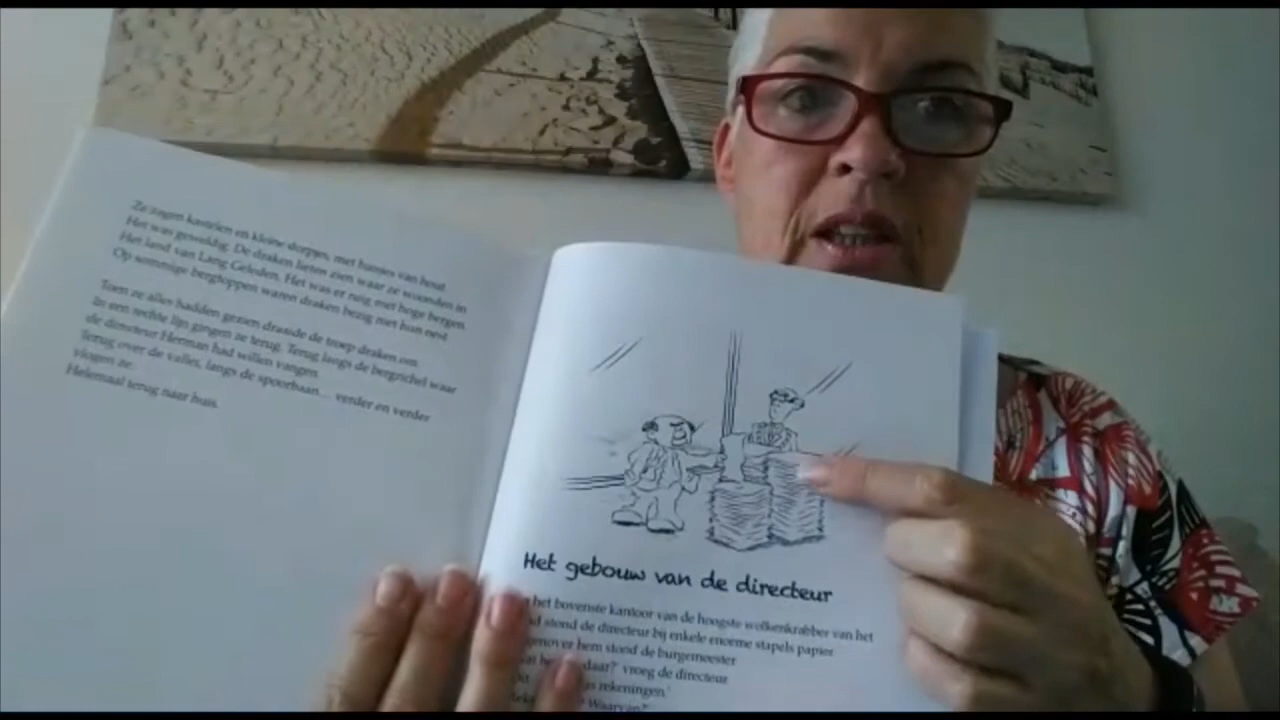 Ze zagen kastelen en kleine dorpjes, met huisjes van hout.
Het was geweldig. De draken lieten zien waar ze woonden in
Het land van Lang Geleden. Het was er ruig met hoge bergen.
Op sommige bergtoppen waren draken bezig met hun nest
Toen ze alles hadden gezien draaide de troep draken om
In een rechte lijn gingen ze terug. Terug langs de bergrichel waar
de directeur Herman had willen vangen.
Terug over de vallei, langs de spoorbaan... verder en verder
vlogen ze.
Helemaal terug naar huis.
Het gebouw van de directeur
het bovenste kantoor van de hoogste wolkenkrabber van het
stond de directeur bij enkele enorme stapels papier
hem stond de burgemeester
daar?' vroeg de directeur
rekeningen.'
Waarvan?'